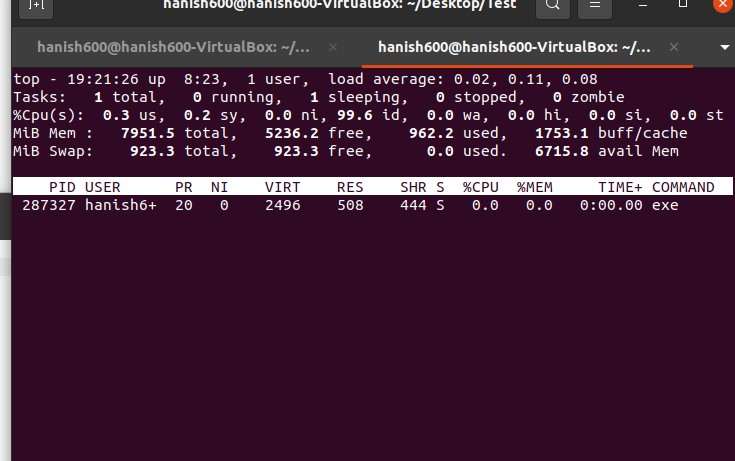 hanish600@hanish600-VirtualBox: ~/Desktop/Test
hanish600@hanish600-VirtualBox: ~/... × hanish600@hanish600-VirtualBox: ~/... ×
top - 19:21:26 up  8:23,  1 user,  load average: 0.02, 0.11, 0.08
Tasks:   1 total,   0 running,   1 sleeping,   0 stopped,   0 zombie
%Cpu(s):  0.3 us,  0.2 sy,  0.0 ni, 99.6 id,  0.0 wa,  0.0 hi,  0.0 si,  0.0 st
MiB Mem :   7951.5 total,   5236.2 free,    962.2 used,   1753.1 buff/cache
MiB Swap:    923.3 total,    923.3 free,      0.0 used.   6715.8 avail Mem
PID USER      PR  NI    VIRT    RES    SHR S  %CPU  %MEM     TIME+ COMMAND
287327 hanish6+  20   0    2496    508    444 S   0.0   0.0   0:00.00 exe